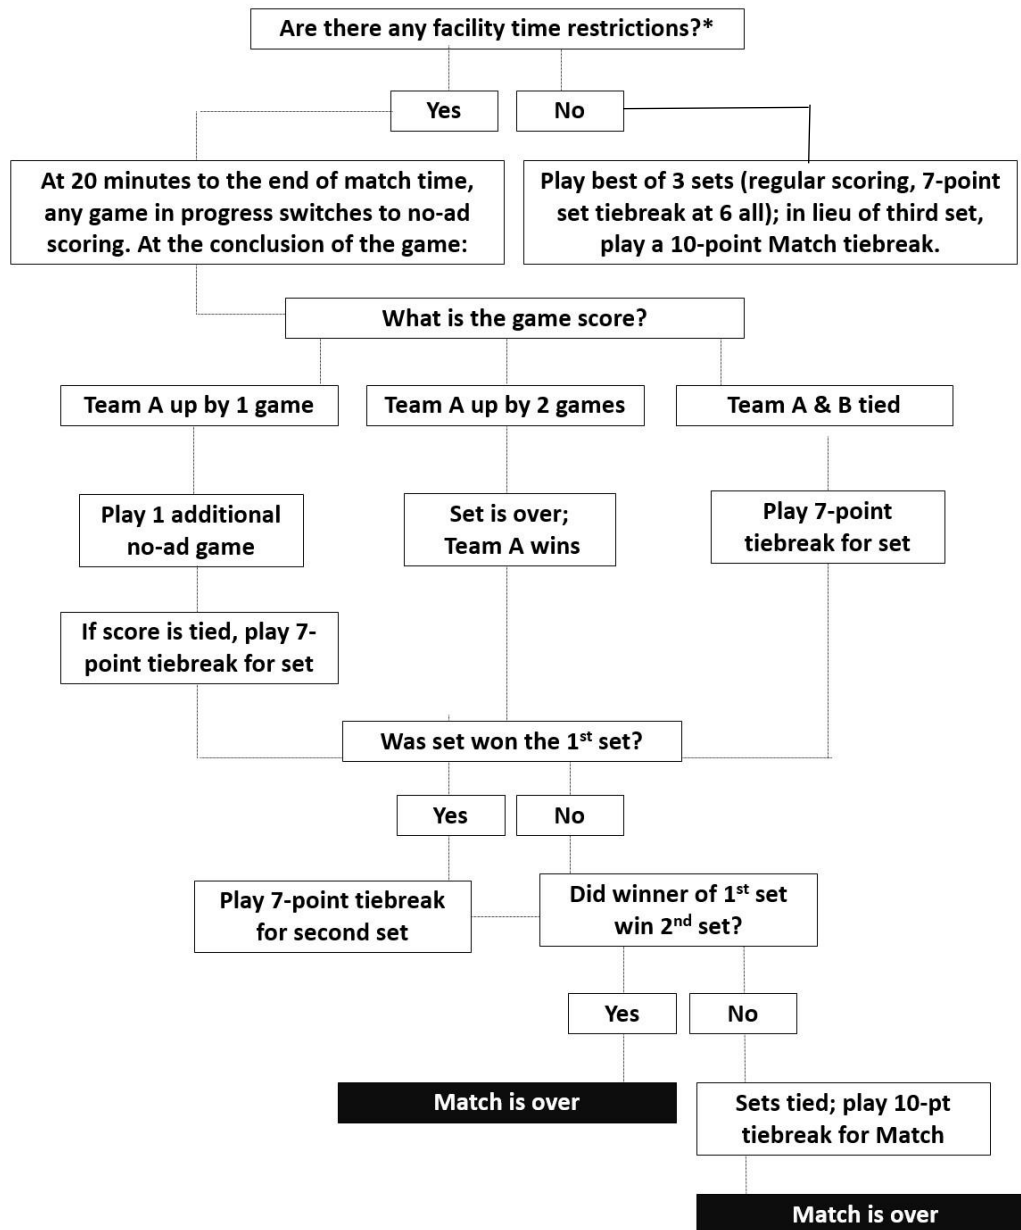 Are there any facility time restrictions?*
Yes
No
At 20 minutes to the end of match time,
any game in progress switches to no-ad
scoring. At the conclusion of the game:
Play best of 3 sets (regular scoring, 7-point
set tiebreak at 6 all); in lieu of third set,
play a 10-point Match tiebreak.
What is the game score?
Team A up by 1 game
Team A up by 2 games
Team A & B tied
Play 1 additional
no-ad game
Set is over;
Team A wins
Play 7-point
tiebreak for set
If score is tied, play 7-
point tiebreak for set
Was set won the 1st set?
Yes
No
Play 7-point tiebreak
for second set
Did winner of 1st set
win 2nd set?
Yes
No
Match is over
Sets tied; play 10-pt
tiebreak for Match
Match is over